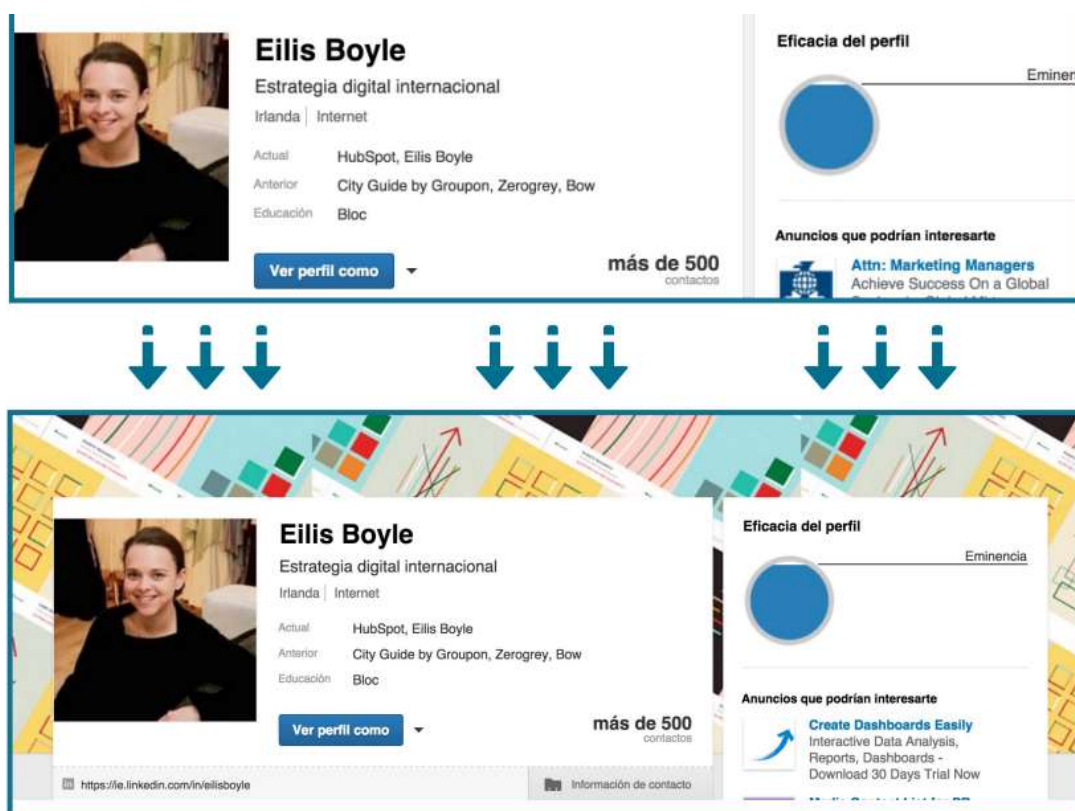 Eilis Boyle
Estrategia digital internacional
Irlanda | Internet
Actual HubSpot, Eilis Boyle
Anterior City Guide by Groupon, Zerogrey, Bow
Educación Bloc
Ver perfil como
más de 500
contactos
Eficacia del perfil
Anuncios que podrían interesarte
Attn: Marketing Managers
Achieve Success On a Global
Eilis Boyle
Estrategia digital internacional
Irlanda | Internet
Actual HubSpot, Eilis Boyle
Anterior City Guide by Groupon, Zerogrey, Bow
Educación Bloc
Ver perfil como
más de 500
contactos
https://ie.linkedin.com/in/eilisboyle
Información de contacto
Eficacia del perfil
Eminencia
Anuncios que podrían interesarte
Create Dashboards Easily
Interactive Data Analysis,
Reports, Dashboards -
Download 30 Days Trial Now